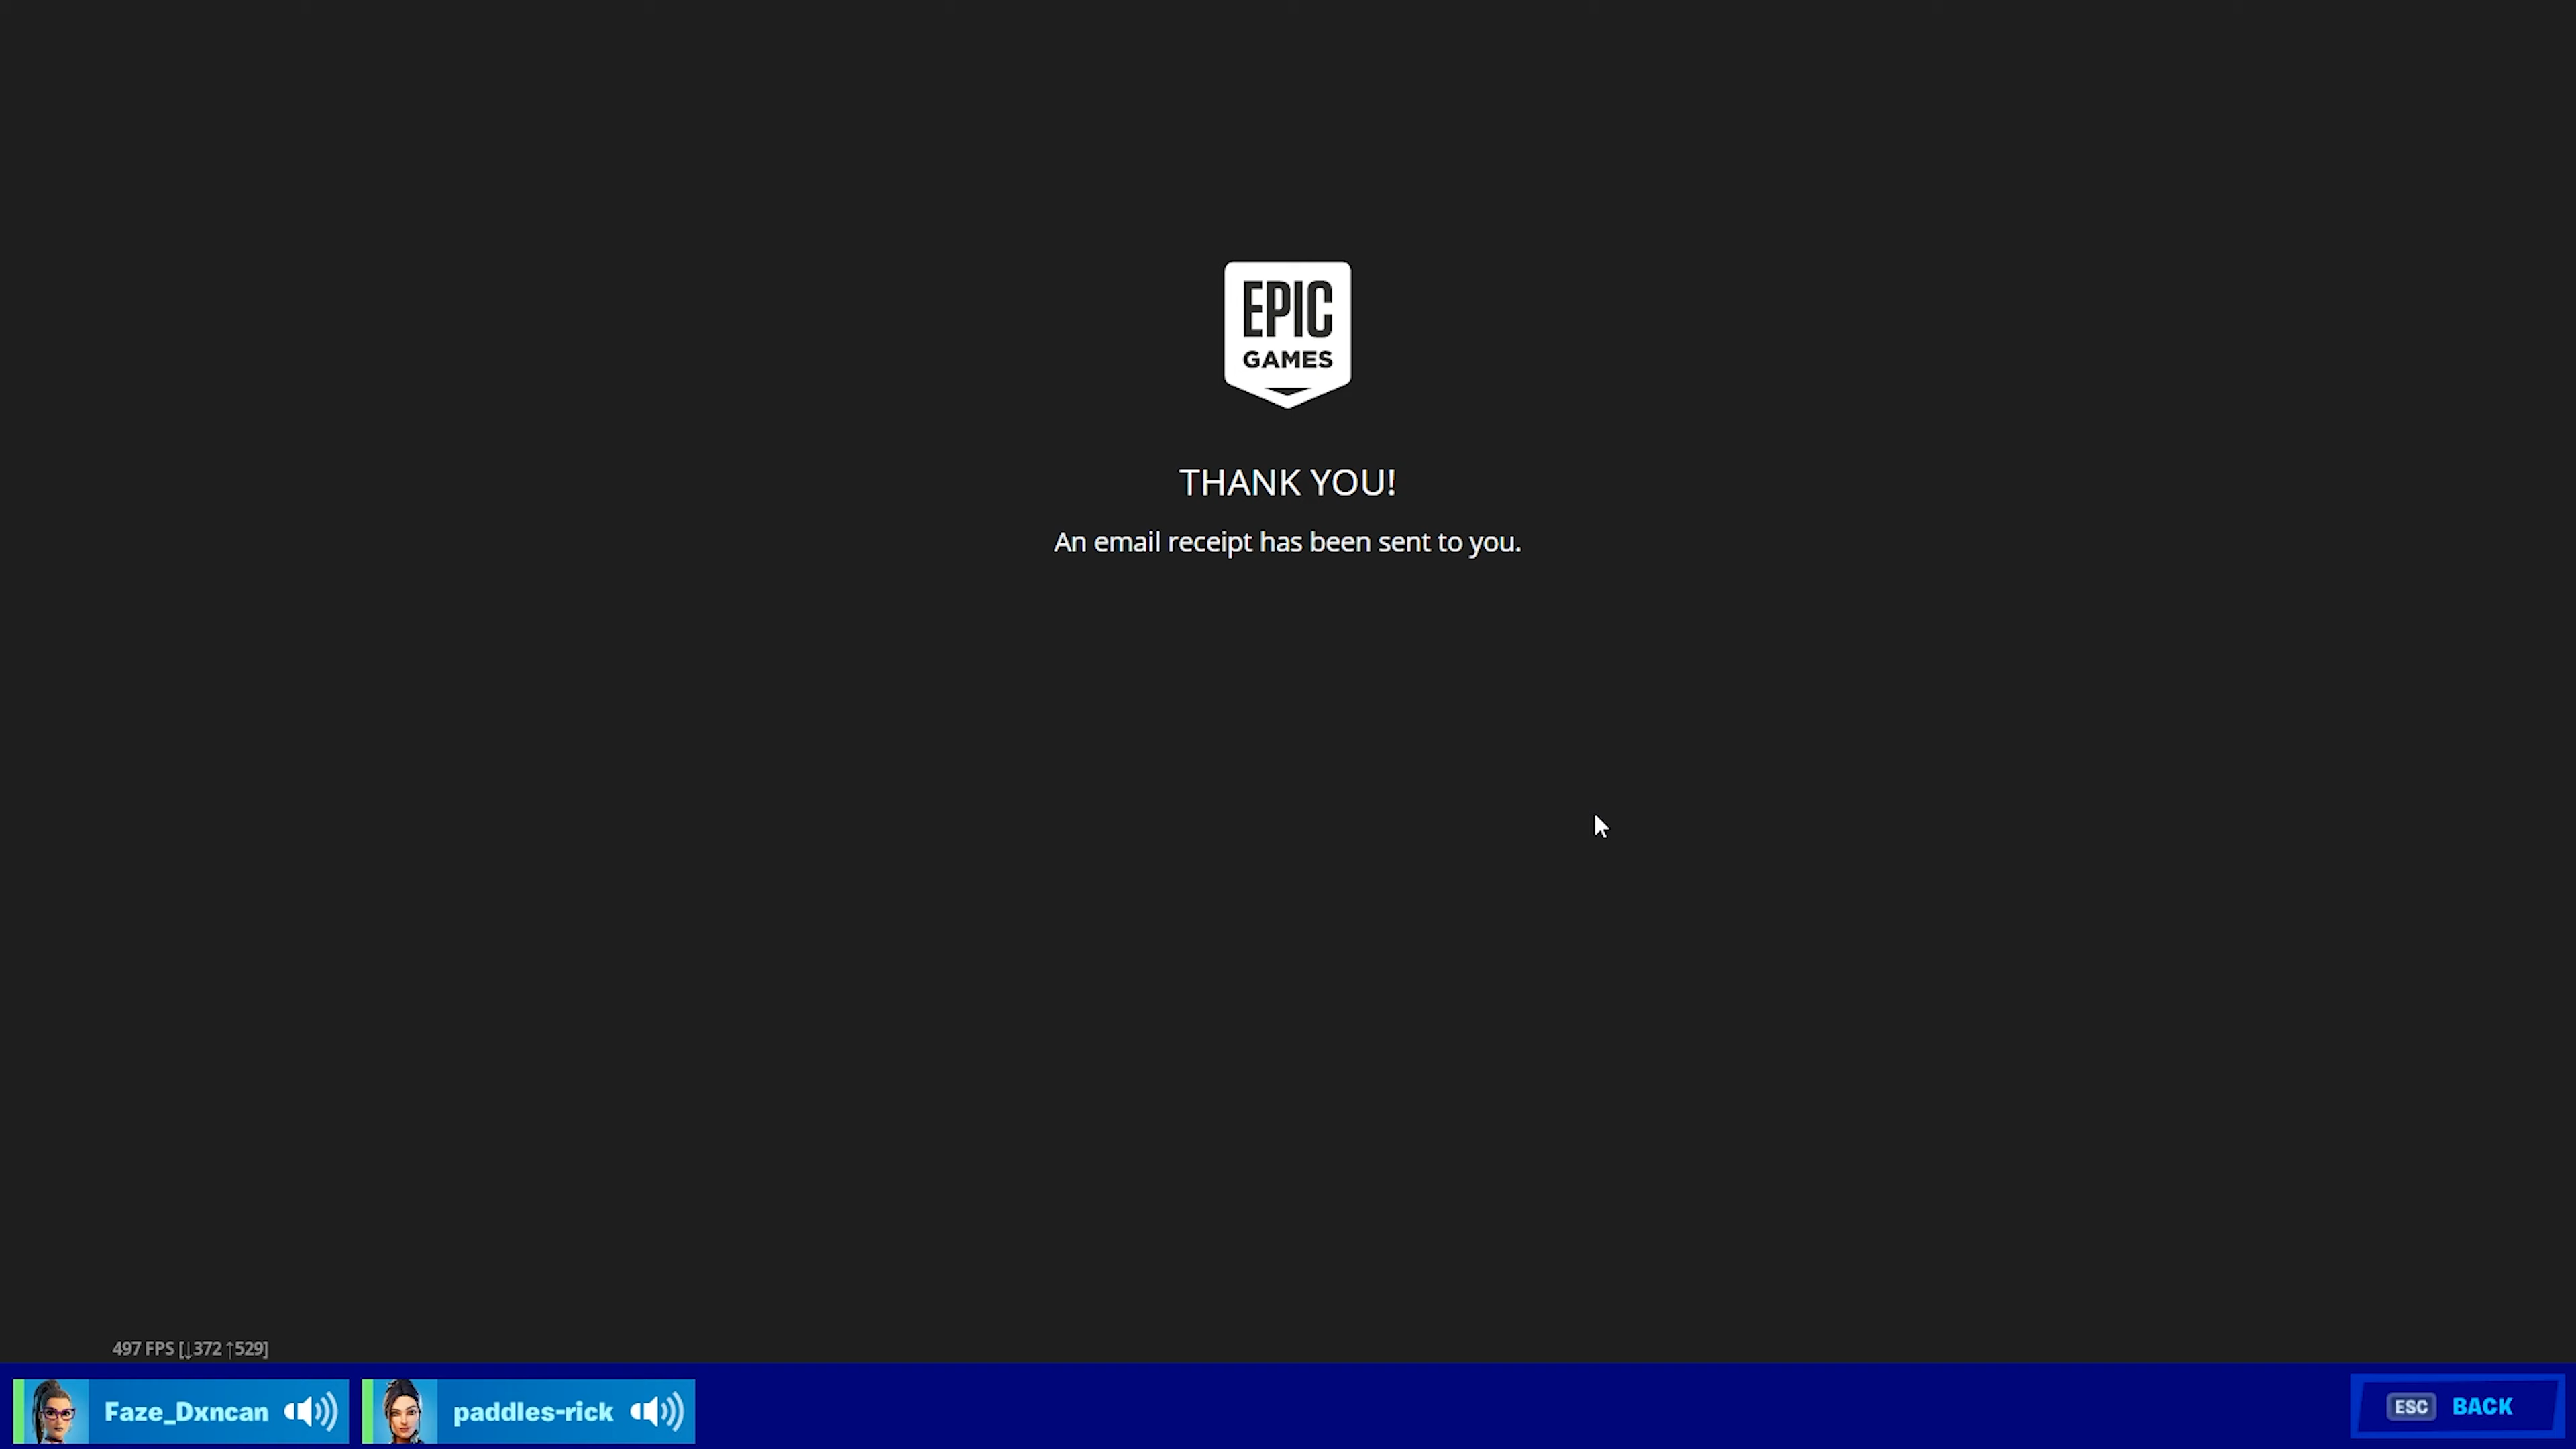 EPIC
GAMES
THANK YOU!
An email receipt has been sent to you.
497 FPS [↓372 ↑529]
Faze_Dxncan
paddles-rick
ESC BACK